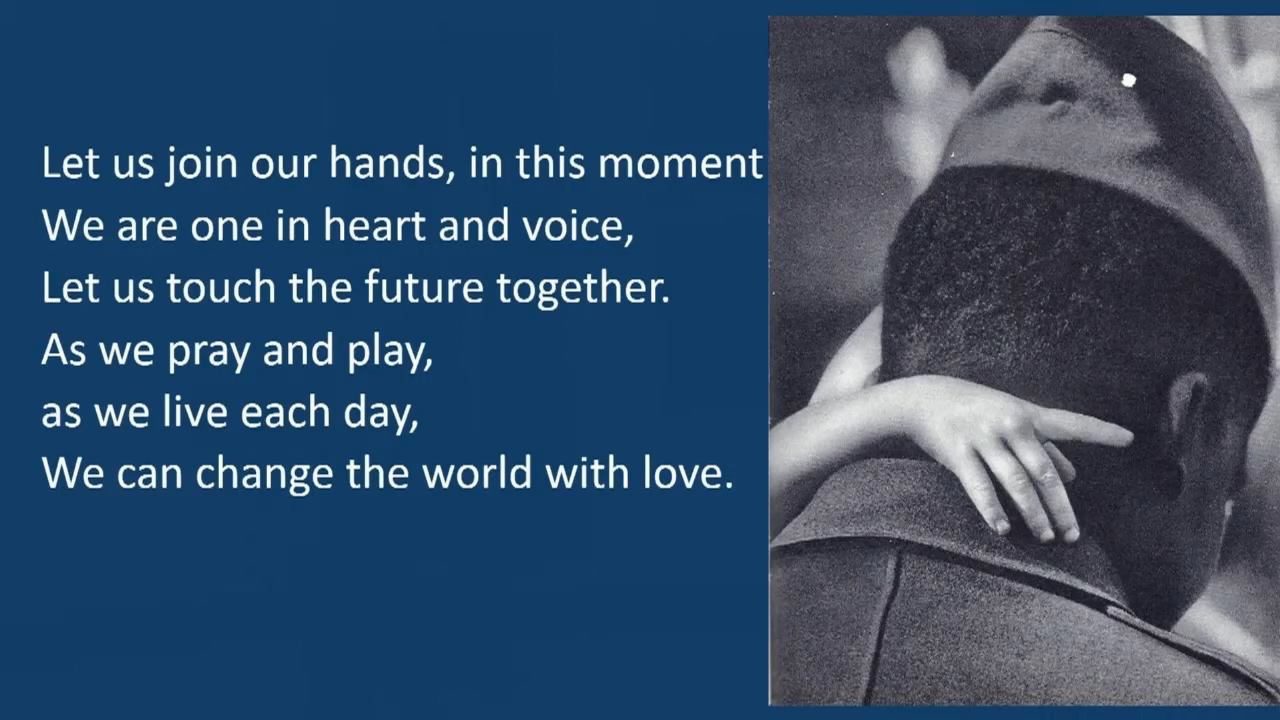 Let us join our hands, in this moment
We are one in heart and voice,
Let us touch the future together.
As we pray and play,
as we live each day,
We can change the world with love.